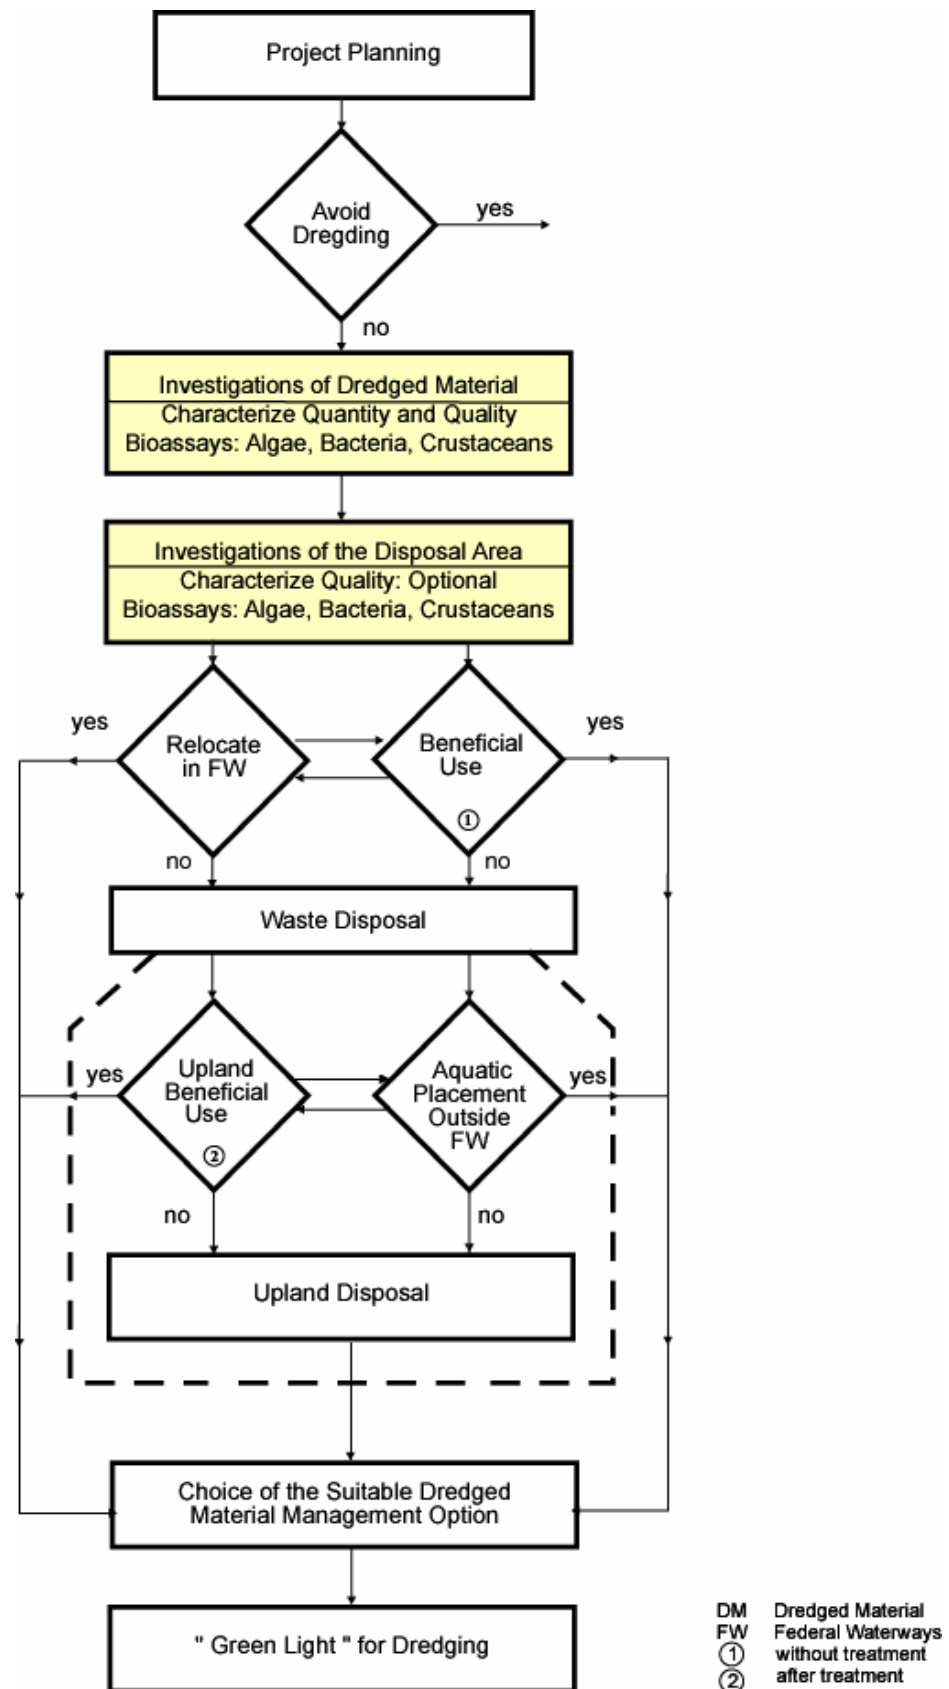 Project Planning
Avoid
Dregding
yes
no
Investigations of Dredged Material
Characterize Quantity and Quality
Bioassays: Algae, Bacteria, Crustaceans
Investigations of the Disposal Area
Characterize Quality: Optional
Bioassays: Algae, Bacteria, Crustaceans
yes
Relocate
in FW
Beneficial
Use
①
yes
no
no
Waste Disposal
yes
Upland
Beneficial
Use
②
Aquatic
Placement
Outside
FW
yes
no
no
Upland Disposal
Choice of the Suitable Dredged
Material Management Option
" Green Light " for Dredging
DM Dredged Material
FW Federal Waterways
① without treatment
② after treatment